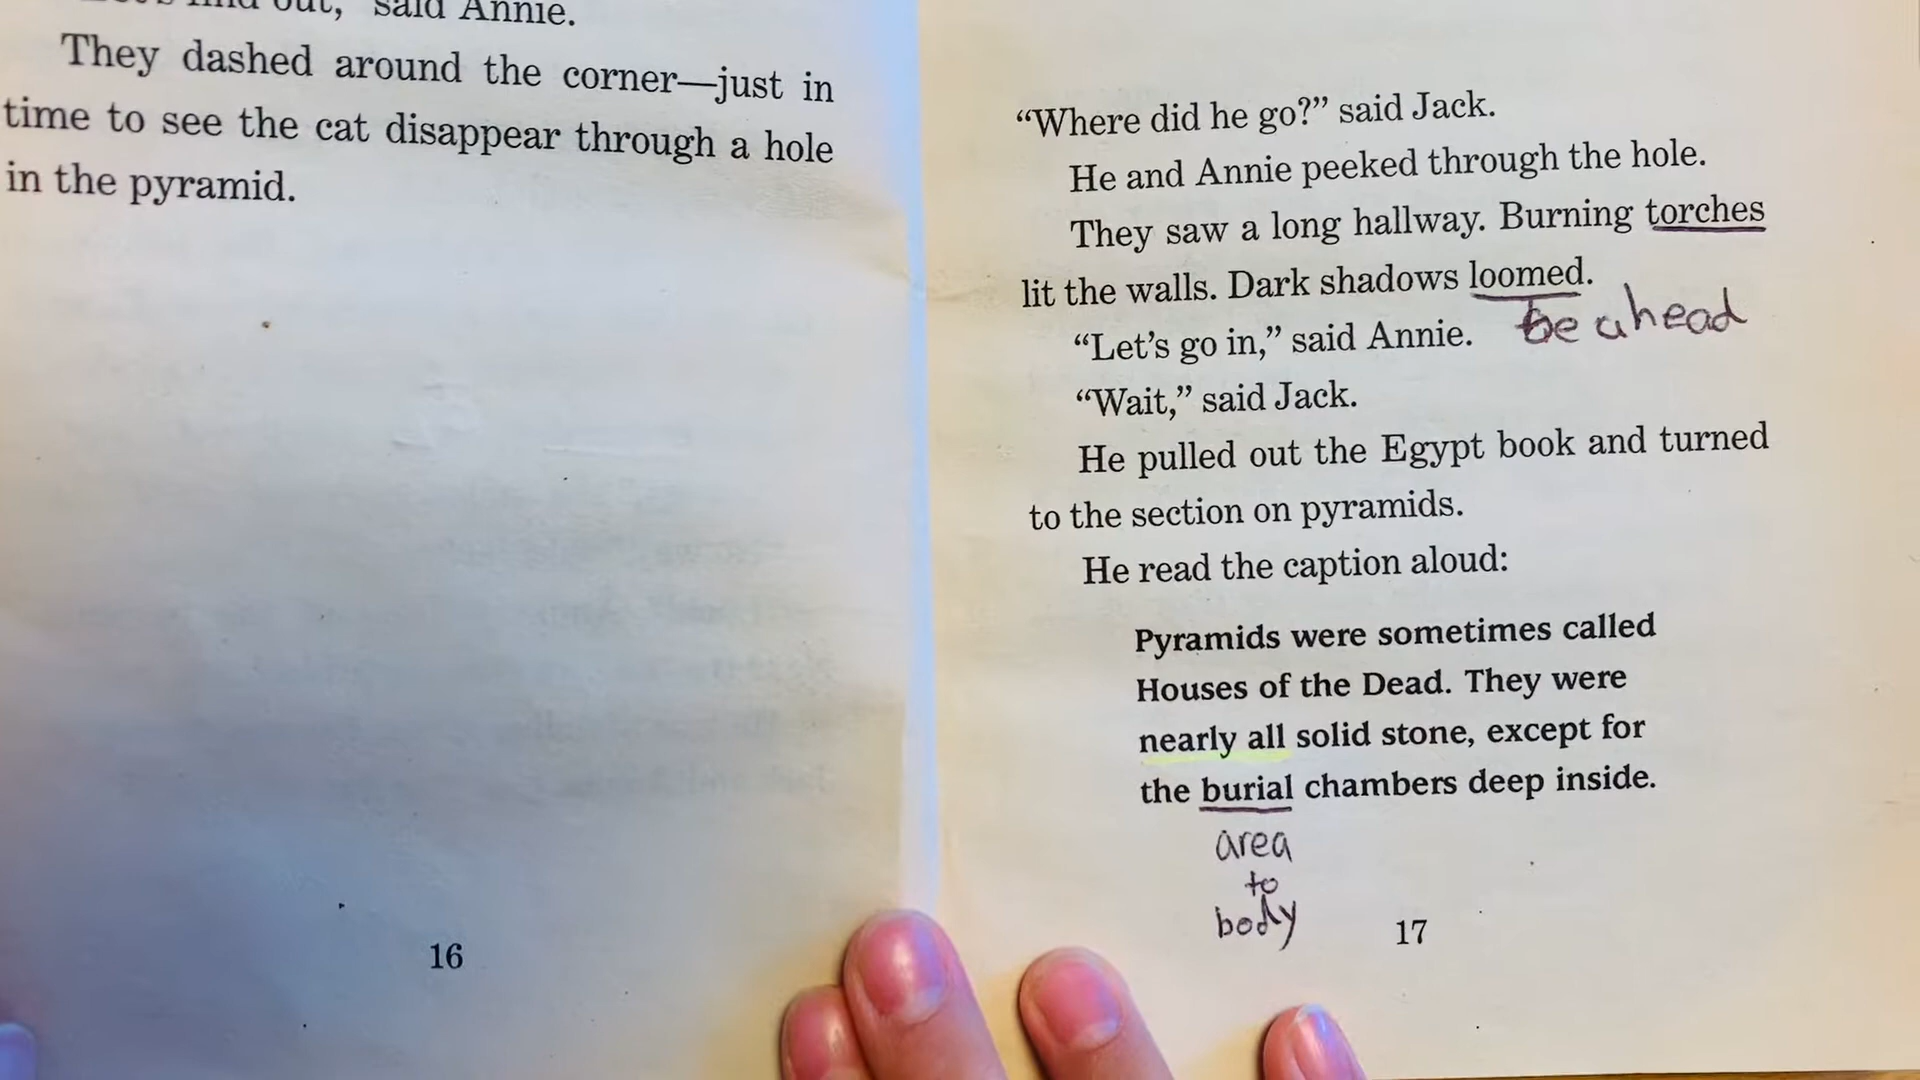 out," said Annie.
They dashed around the corner—just in
time to see the cat disappear through a hole
in the pyramid.
16
"Where did he go?" said Jack.
He and Annie peeked through the hole.
They saw a long hallway. Burning torches
lit the walls. Dark shadows loomed.
be ahead
"Let's go in," said Annie.
"Wait," said Jack.
He pulled out the Egypt book and turned
to the section on pyramids.
He read the caption aloud:
Pyramids were sometimes called
Houses of the Dead. They were
nearly all solid stone, except for
the burial chambers deep inside.
area
to
body
17